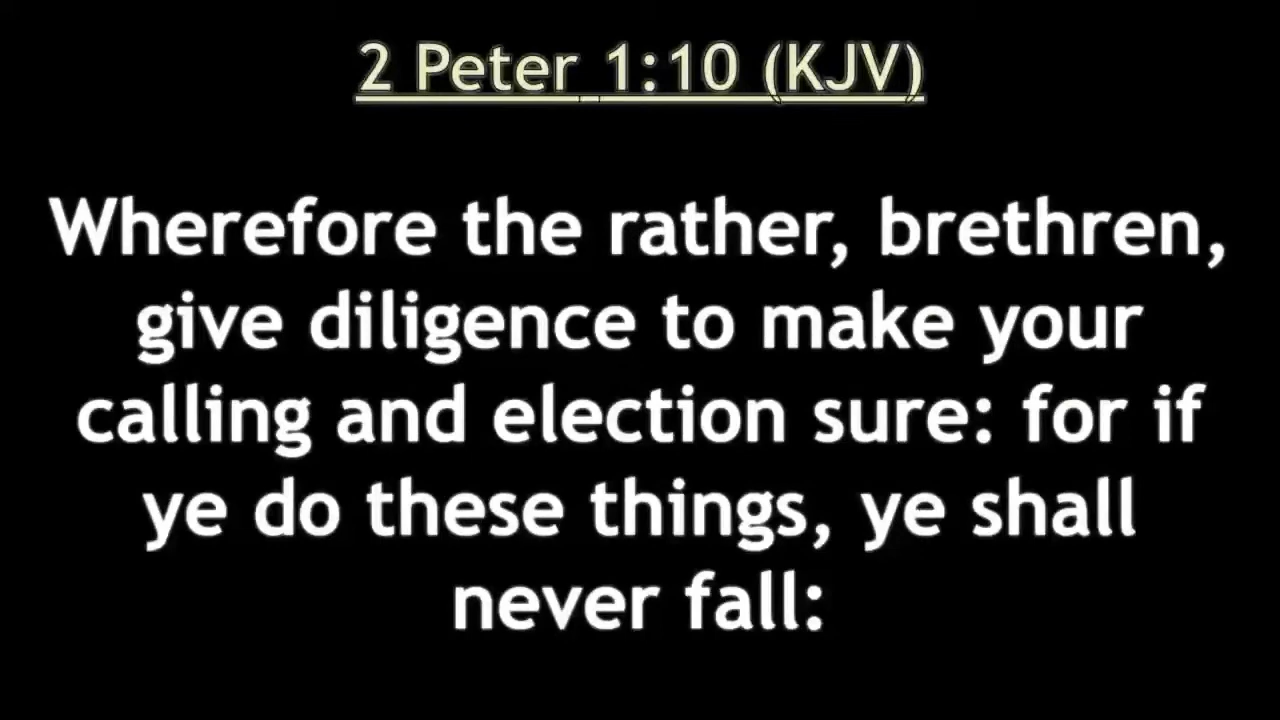 2 Peter 1:10 (KJV)
Wherefore the rather, brethren,
give diligence to make your
calling and election sure: for if
ye do these things, ye shall
never fall: